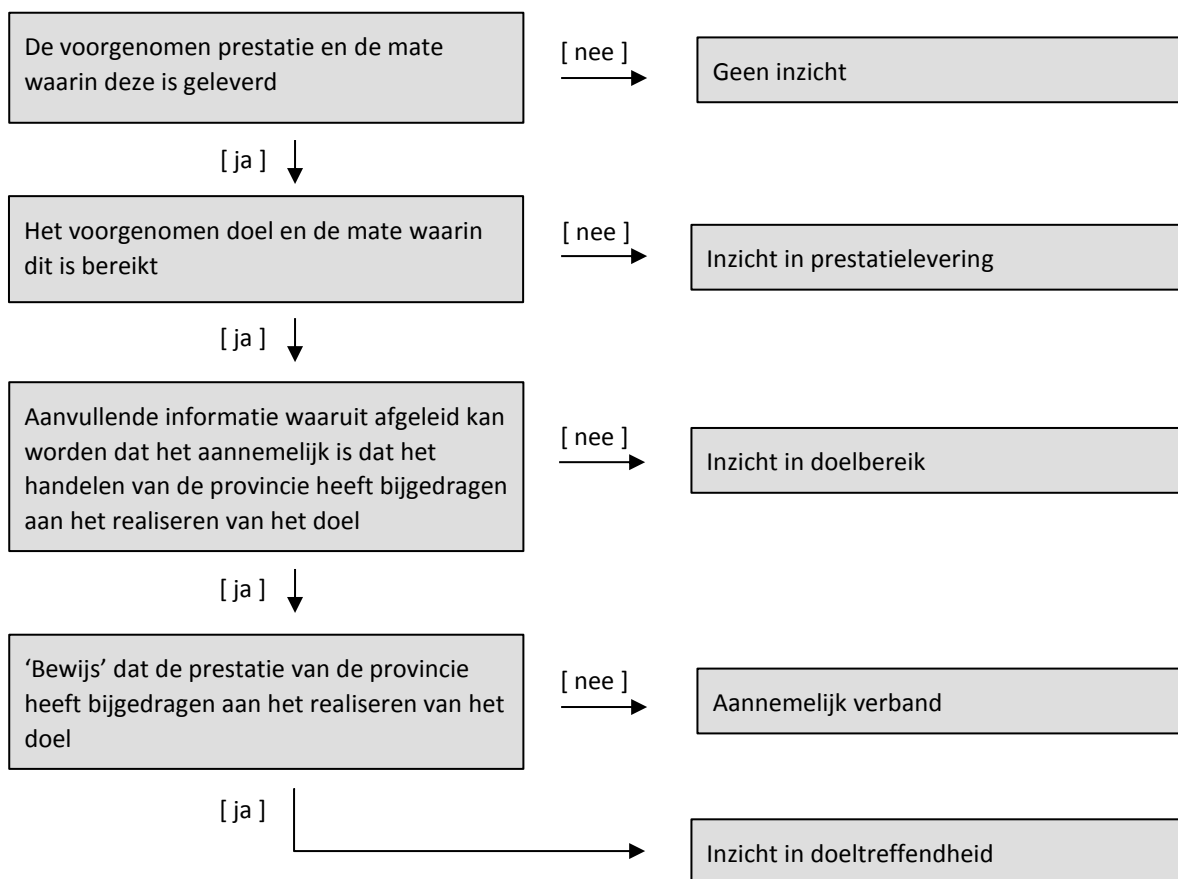 De voorgenomen prestatie en de mate
waarin deze is geleverd
[ nee ]
Geen inzicht
[ ja ]
Het voorgenomen doel en de mate waarin
dit is bereikt
[ nee ]
Inzicht in prestatielevering
[ ja ]
Aanvullende informatie waaruit afgeleid kan
worden dat het aannemelijk is dat het
handelen van de provincie heeft bijgedragen
aan het realiseren van het doel
[ nee ]
Inzicht in doelbereik
[ ja ]
‘Bewijs’ dat de prestatie van de provincie
heeft bijgedragen aan het realiseren van het
doel
[ nee ]
Aannemelijk verband
[ ja ]
Inzicht in doeltreffendheid